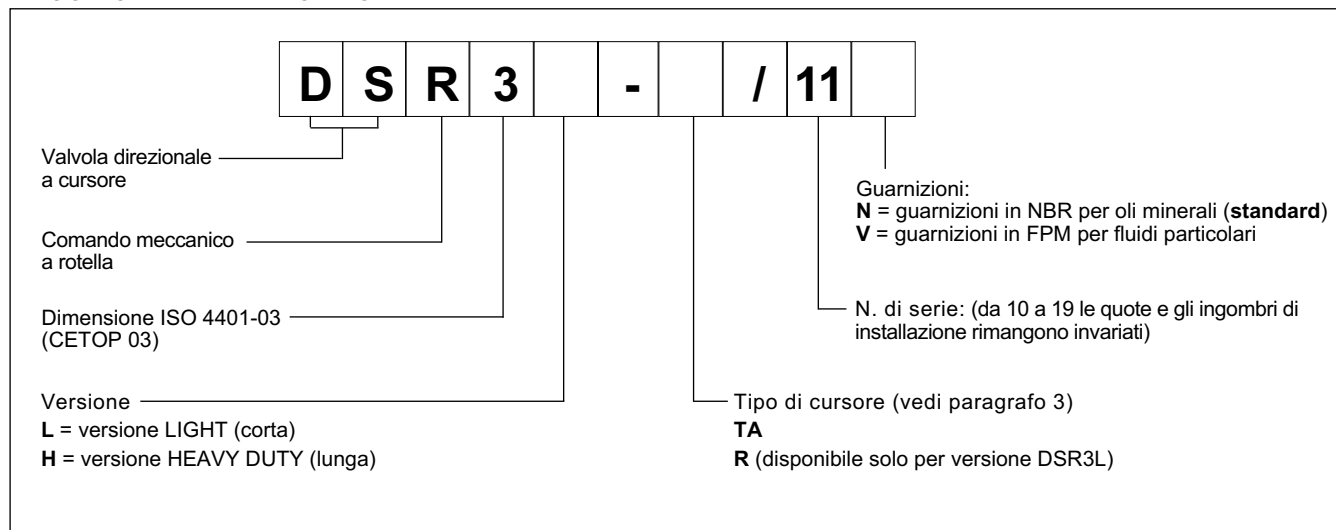 D S R 3 - / 11
Valvola direzionale
a cursore
Comando meccanico
a rotella
Dimensione ISO 4401-03
(CETOP 03)
Versione
L = versione LIGHT (corta)
H = versione HEAVY DUTY (lunga)
Guarnizioni:
N = guarnizioni in NBR per oli minerali (standard)
V = guarnizioni in FPM per fluidi particolari
N. di serie: (da 10 a 19 le quote e gli ingombri di
installazione rimangono invariati)
Tipo di cursore (vedi paragrafo 3)
TA
R (disponibile solo per versione DSR3L)